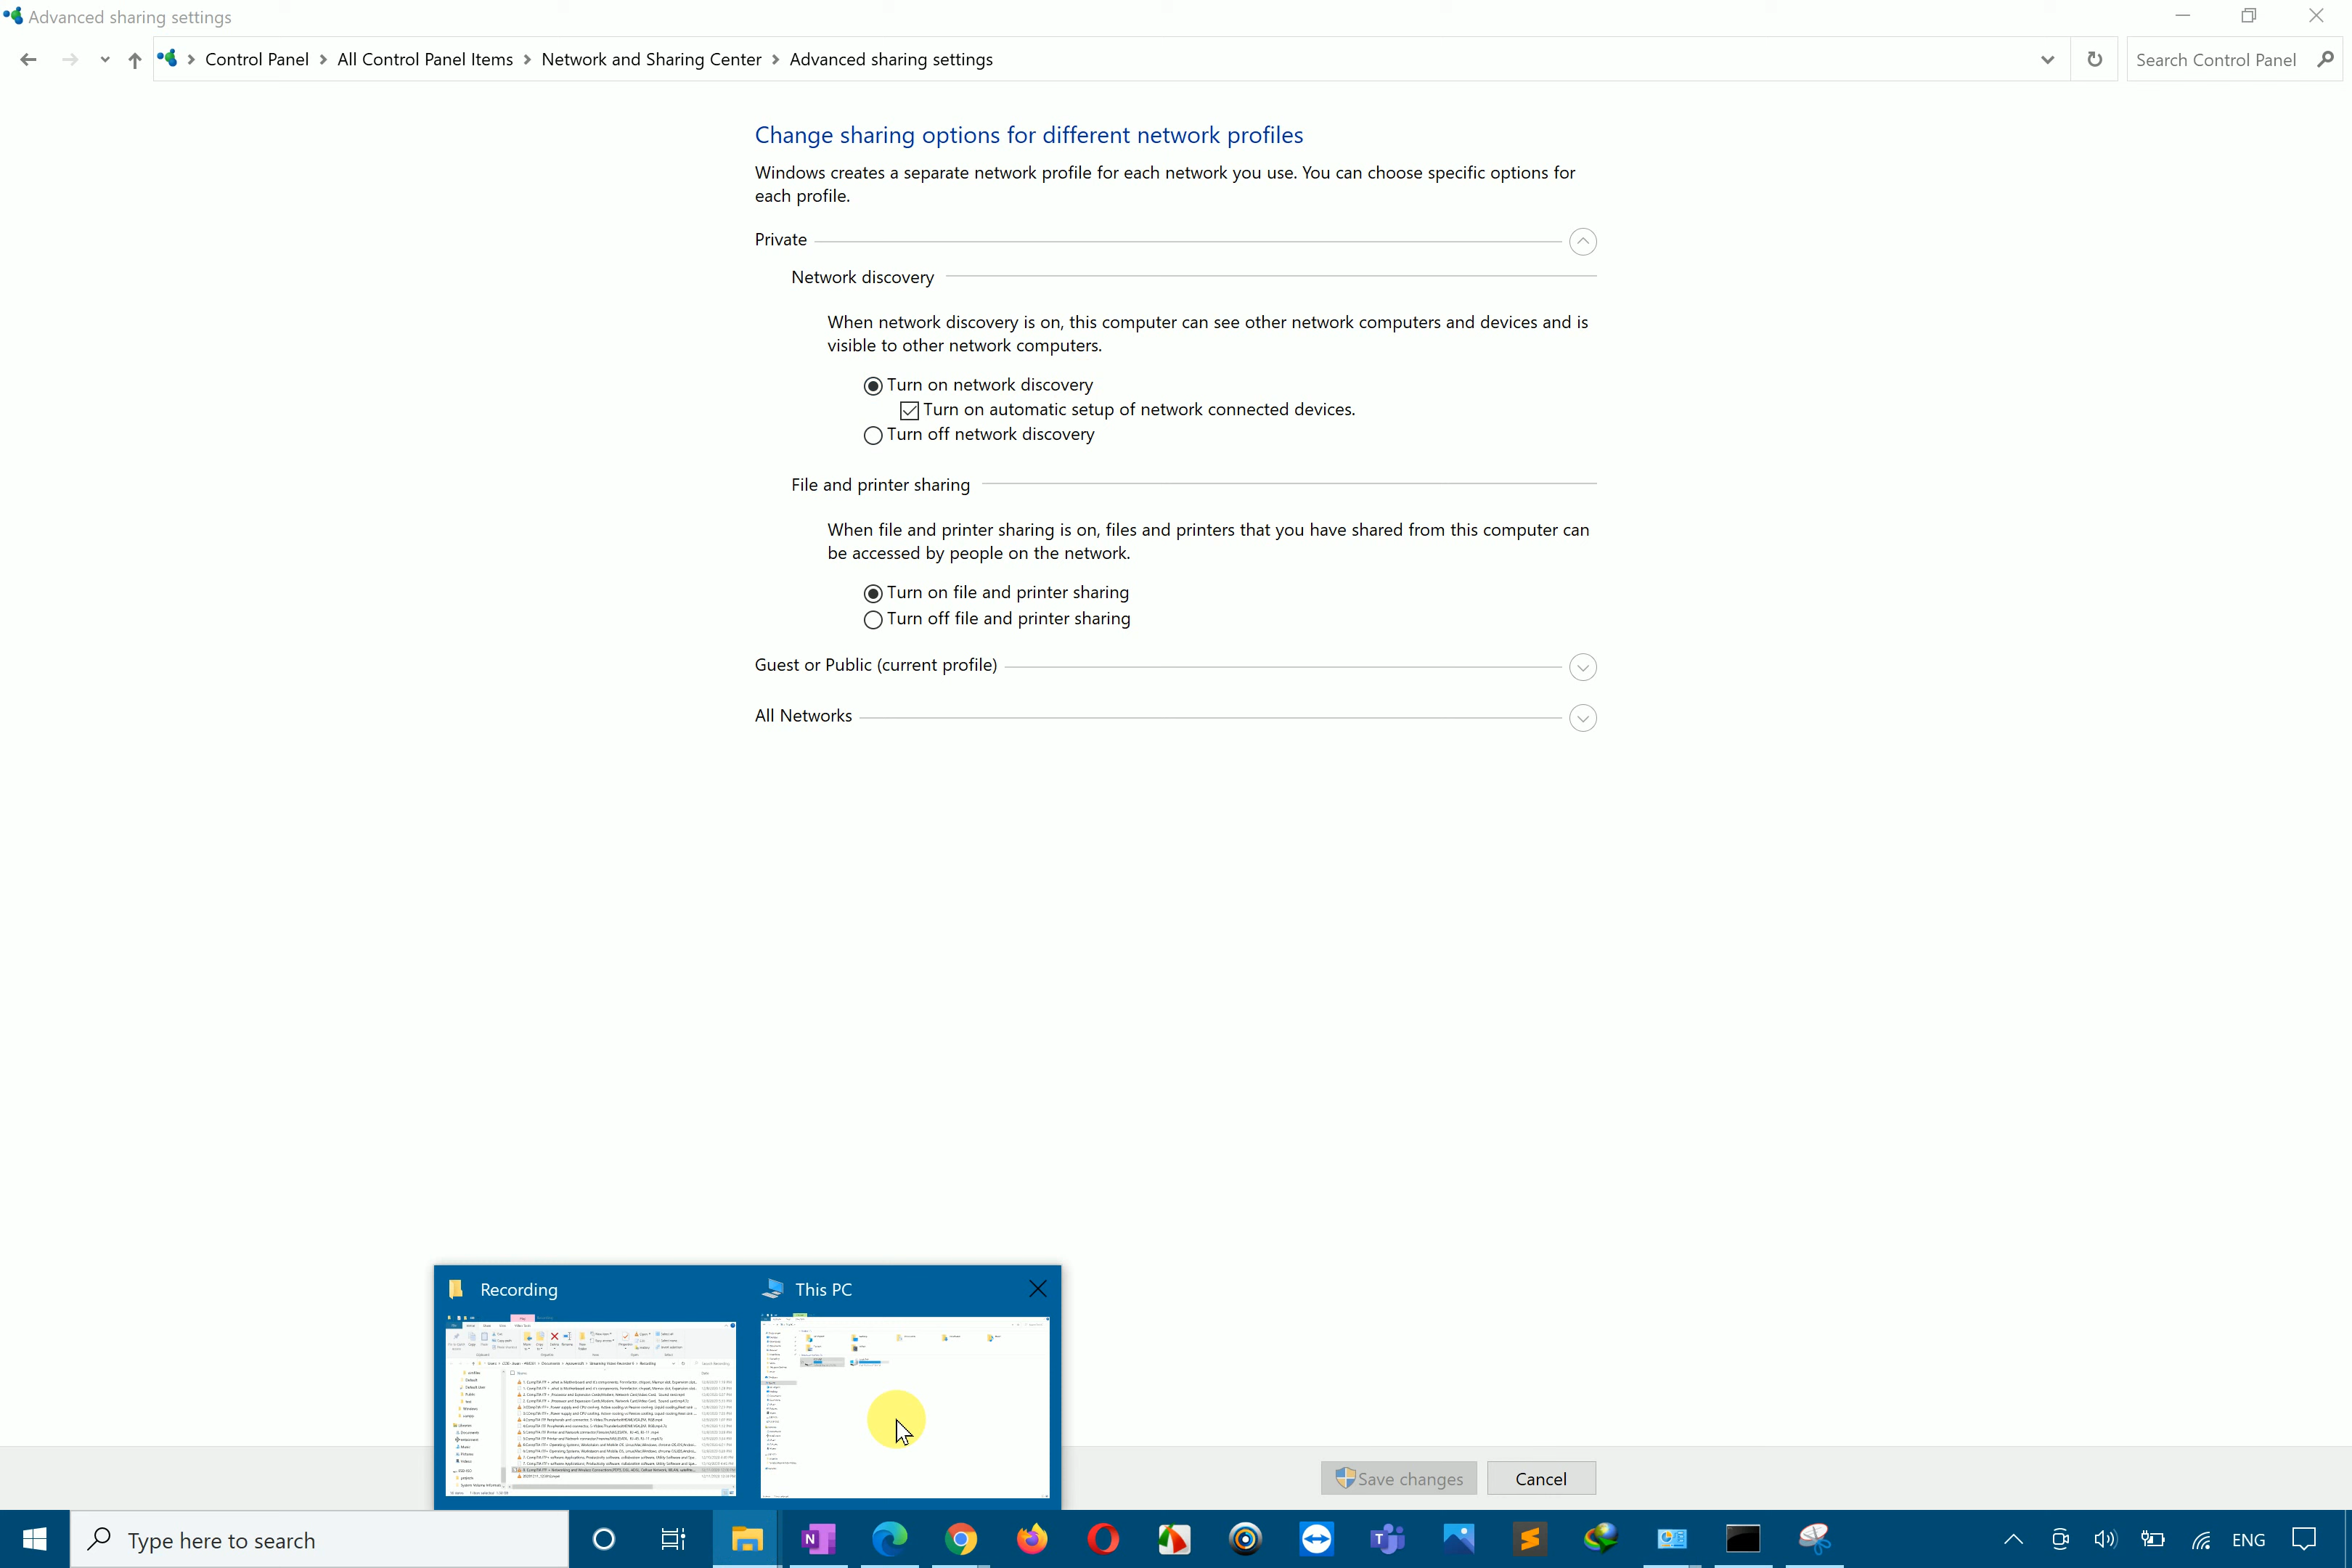 Advanced sharing settings
Control Panel > All Control Panel Items > Network and Sharing Center > Advanced sharing settings
Search Control Panel
Change sharing options for different network profiles
Windows creates a separate network profile for each network you use. You can choose specific options for
each profile.
Private
Network discovery
When network discovery is on, this computer can see other network computers and devices and is
visible to other network computers.
Turn on network discovery
Turn on automatic setup of network connected devices.
Turn off network discovery
File and printer sharing
When file and printer sharing is on, files and printers that you have shared from this computer can
be accessed by people on the network.
Turn on file and printer sharing
Turn off file and printer sharing
Guest or Public (current profile)
All Networks
Recording
This PC
Save changes
Cancel
Type here to search
ENG